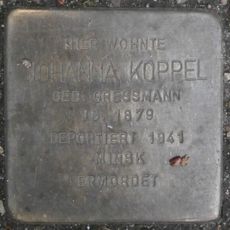 HIER WOHNTE
JOHANNA KOPPEL
GEB. GRESSMANN
JG. 1879
DEPORTIERT 1941
MINSK
ERMORDET